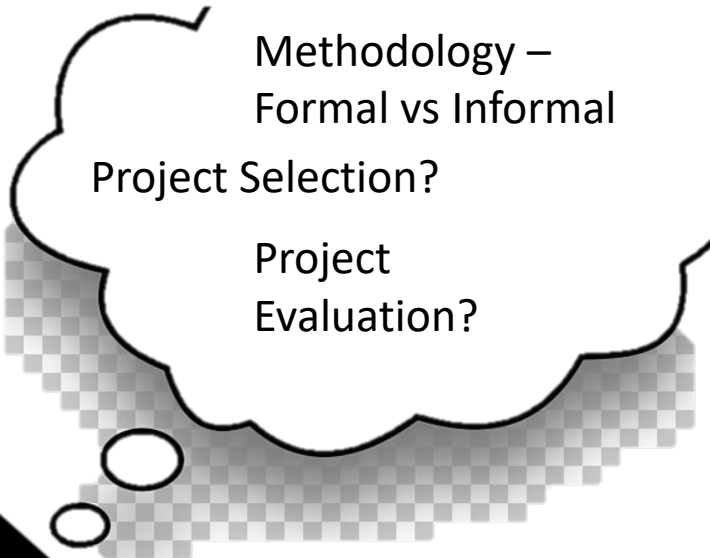 Methodology –
Formal vs Informal
Project Selection?
Project
Evaluation?